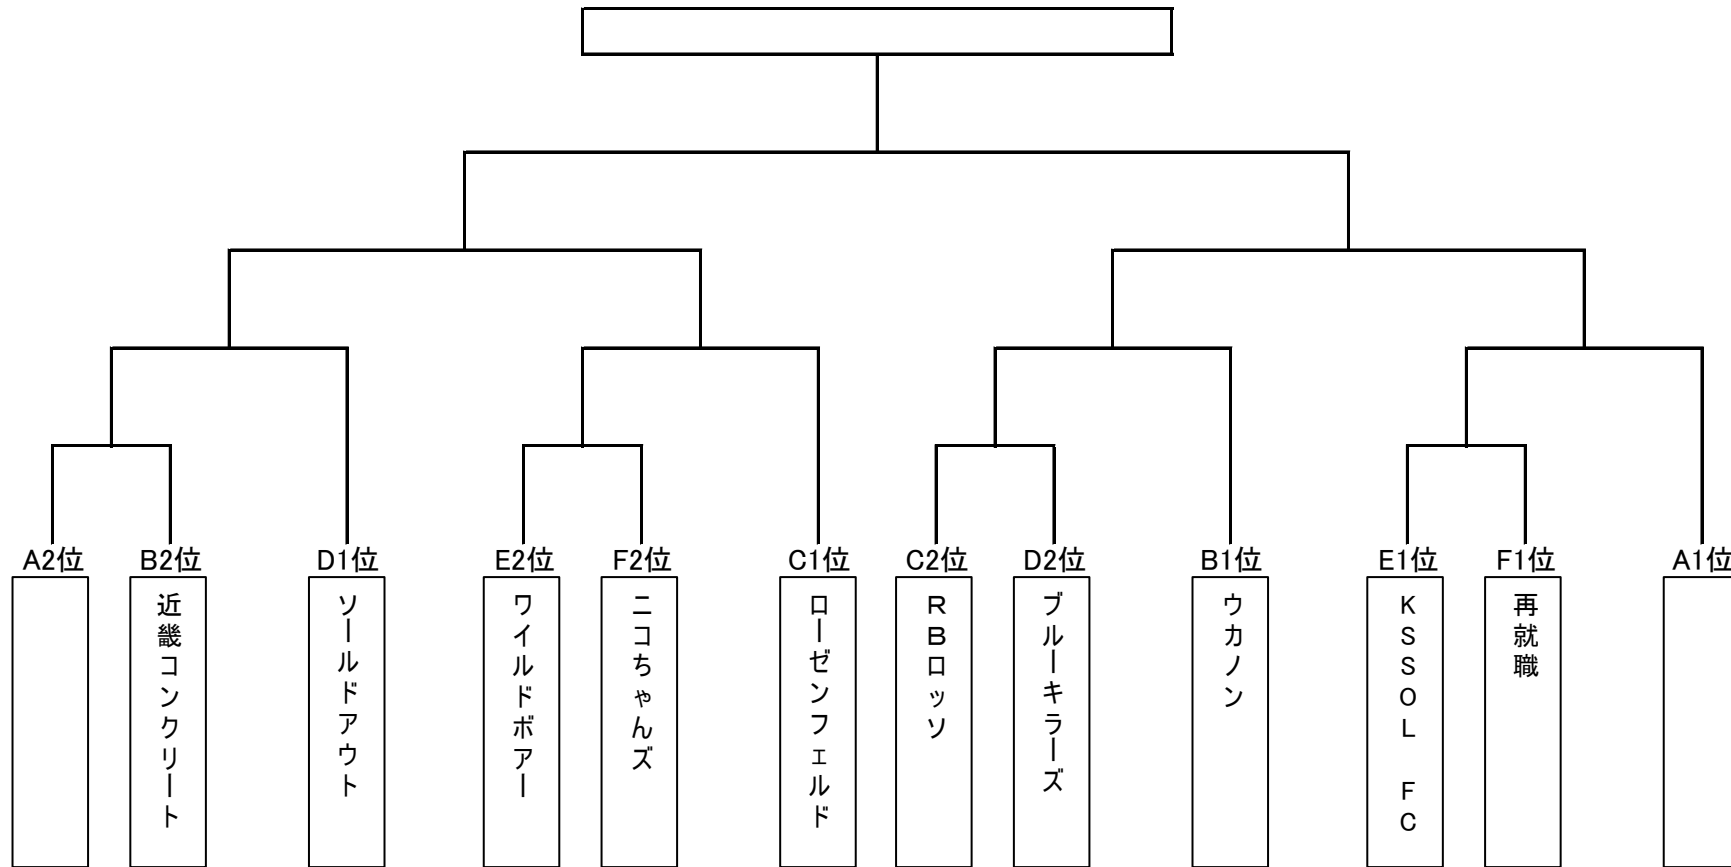 A2位
B2位
D1位
E2位
F2位
C1位
C2位
D2位
B1位
E1位
F1位
A1位
近畿コンクリート
ソールドアウト
ワイルドボアー
ニコちゃんズ
ローゼンフェルド
ＲＢロッソ
ブルーキラーズ
ウカノン
ＫＳＳＯＬ　ＦＣ
再就職